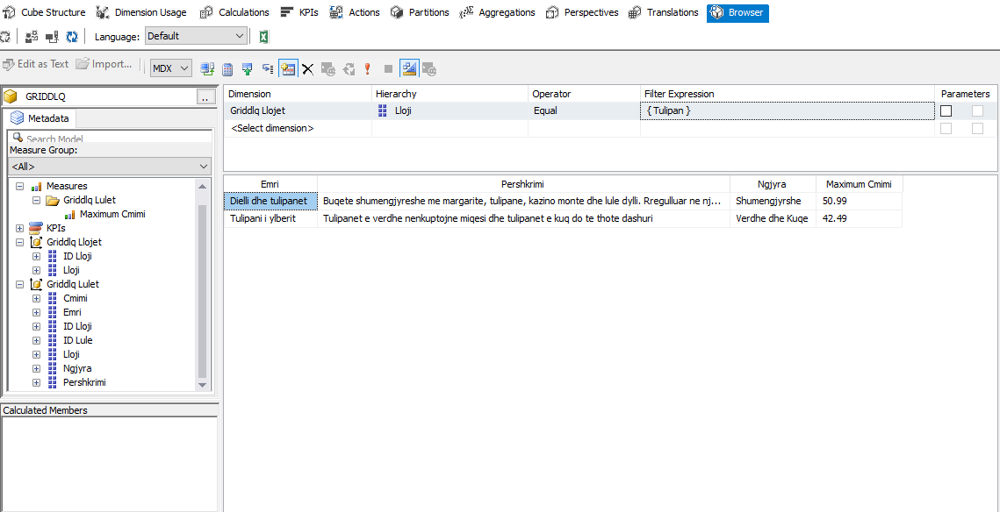 Cube Structure Dimension Usage Calculations KPIs Actions Partitions Aggregations Perspectives Translations Browser
Language: Default
Edit as Text Import... MDX
GRIDDLQ ..
Metadata
Search Model
Measure Group:
<All>
Measures
Griddlq Lulet
Maximum Cmimi
KPIs
Griddlq Llojet
ID Lloji
Lloji
Griddlq Lulet
Cmimi
Emri
ID Lloji
ID Lule
Lloji
Ngjyra
Pershkrimi
Calculated Members
Dimension Hierarchy Operator Filter Expression Parameters
Griddlq Llojet Lloji Equal { Tulipan }
<Select dimension>
Emri Pershkrimi Ngjyra Maximum Cmimi
Dielli dhe tulipanet Buqete shumengjyreshe me margarite, tulipane, kazino monte dhe lule dylli. Rregulluar ne nj... Shumengjyrshe 50.99
Tulipani i ylberit Tulipanet e verdhe nenkuptojne miqesi dhe tulipanet e kuq do te thote dashuri Verdhe dhe Kuqe 42.49